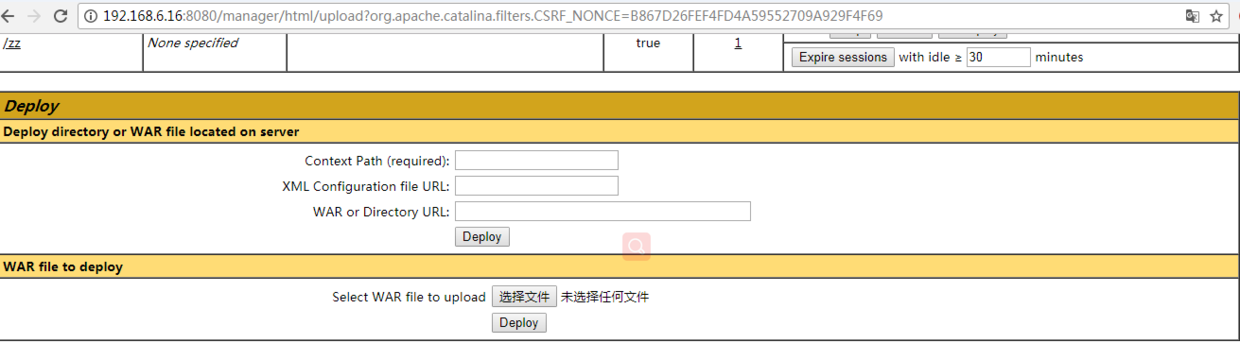 192.168.6.16:8080/manager/html/upload?org.apache.catalina.filters.CSRF_NONCE=B867D26FEF4FD4A59552709A929F4F69
/zz None specified true 1
Expire sessions with idle ≥ 30 minutes
Deploy
Deploy directory or WAR file located on server
Context Path (required):
XML Configuration file URL:
WAR or Directory URL:
Deploy
WAR file to deploy
Select WAR file to upload 选择文件 未选择任何文件
Deploy